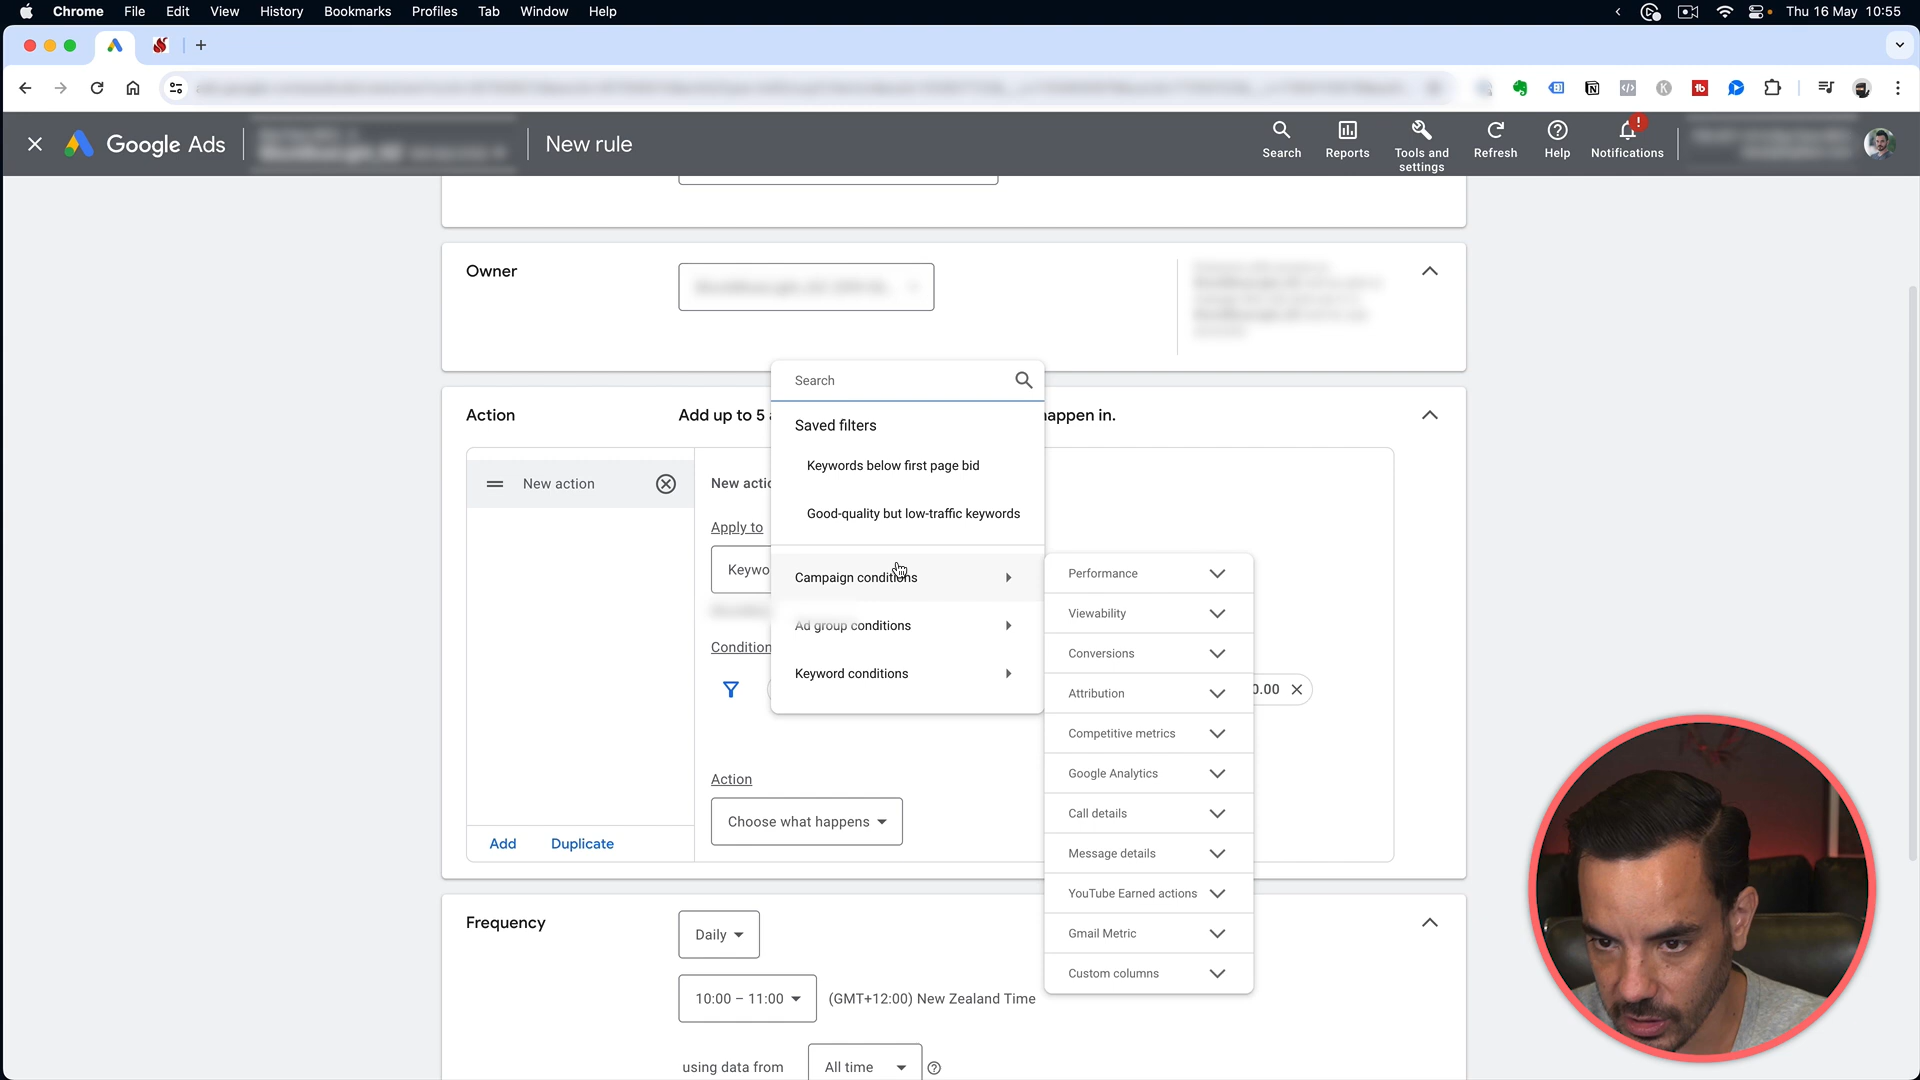 Chrome File Edit View History Bookmarks Profiles Tab Window Help Thu 16 May 10:55
Google Ads New rule Search Reports Tools and settings Refresh Help Notifications
Owner
Action Add up to 5 appen in.
New action
New actio
Apply to
Keywo
Condition
0.00
Action
Choose what happens
Add Duplicate
Search
Saved filters
Keywords below first page bid
Good-quality but low-traffic keywords
Campaign conditions
Ad group conditions
Keyword conditions
Performance
Viewability
Conversions
Attribution
Competitive metrics
Google Analytics
Call details
Message details
YouTube Earned actions
Gmail Metric
Custom columns
Frequency Daily
10:00 – 11:00 (GMT+12:00) New Zealand Time
using data from All time